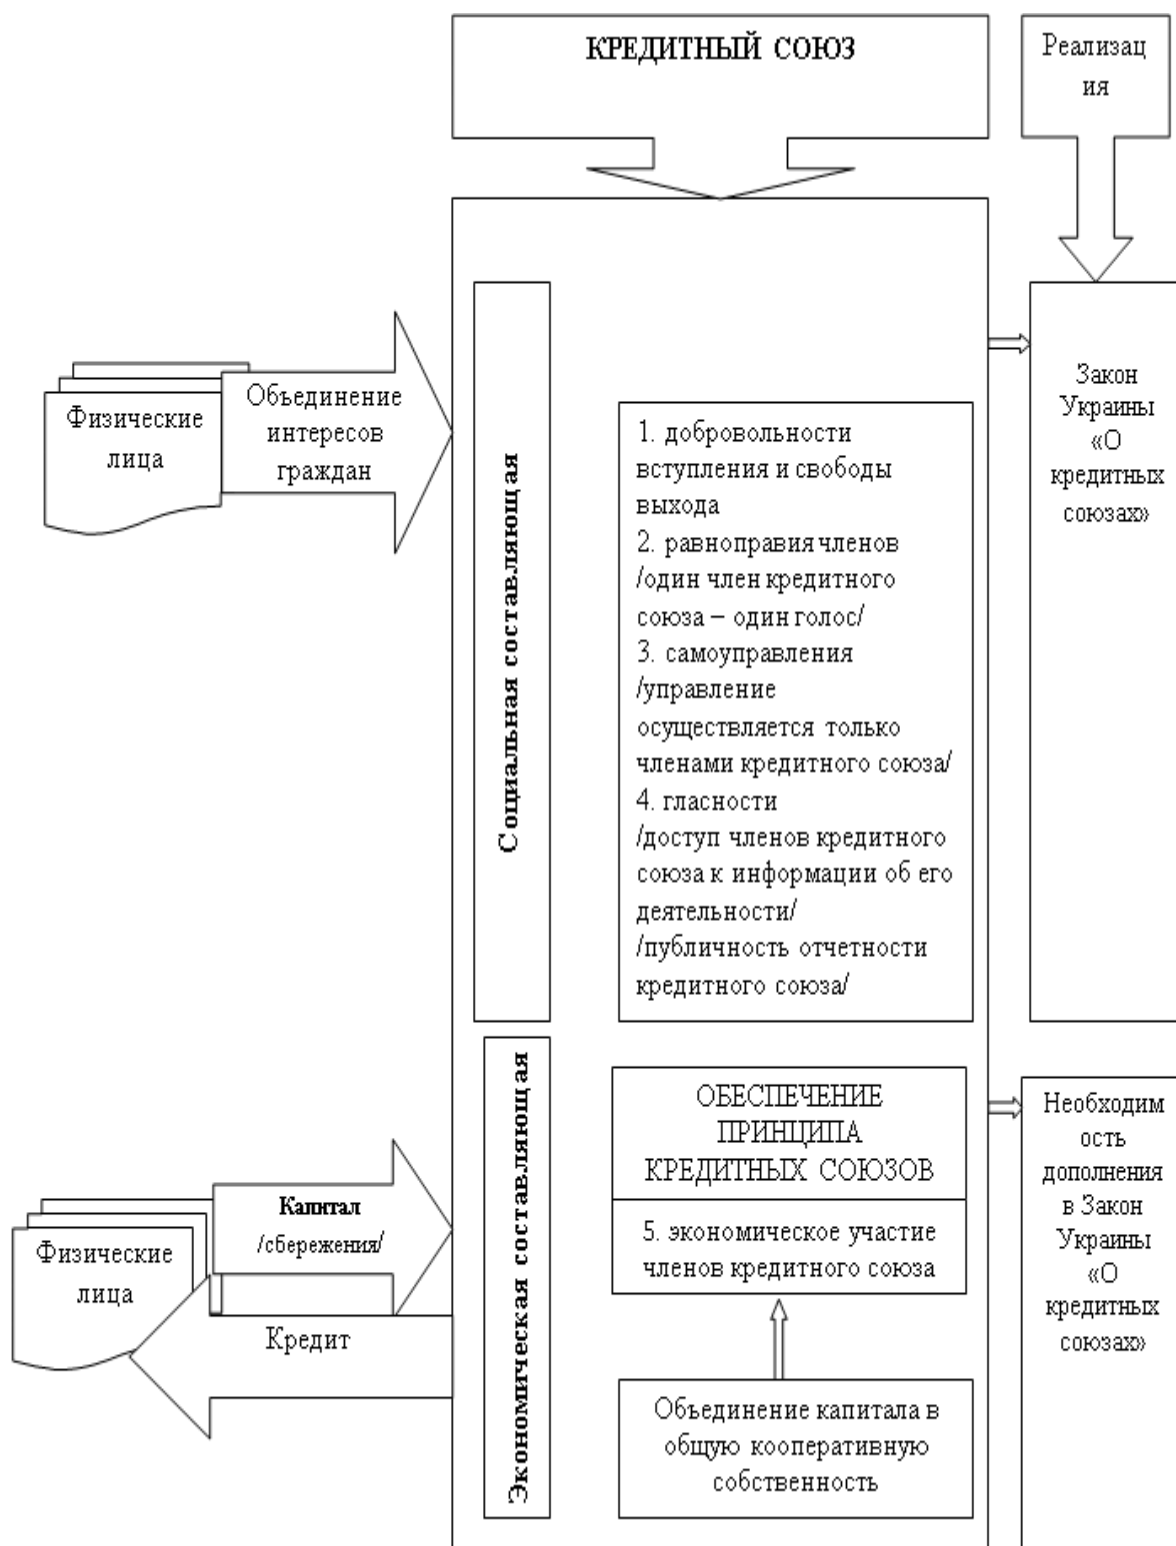 КРЕДИТНЫЙ СОЮЗ
Реализац
ия
Физические
лица
Объединение
интересов
граждан
Социальная составляющая
1. добровольности
вступления и свободы
выхода
2. равноправия членов
/один член кредитного
союза – один голос/
3. самоуправления
/управление
осуществляется только
членами кредитного союза/
4. гласности
/доступ членов кредитного
союза к информации об его
деятельности/
/публичность отчетности
кредитного союза/
Закон
Украины
«О
кредитных
союзах»
Физические
лица
Капитал
/сбережения/
Кредит
Экономическая составляющая
ОБЕСПЕЧЕНИЕ
ПРИНЦИПА
КРЕДИТНЫХ СОЮЗОВ
5. экономическое участие
членов кредитного союза
Объединение капитала в
общую кооперативную
собственность
Необходим
ость
дополнения
в Закон
Украины
«О
кредитных
союзах»